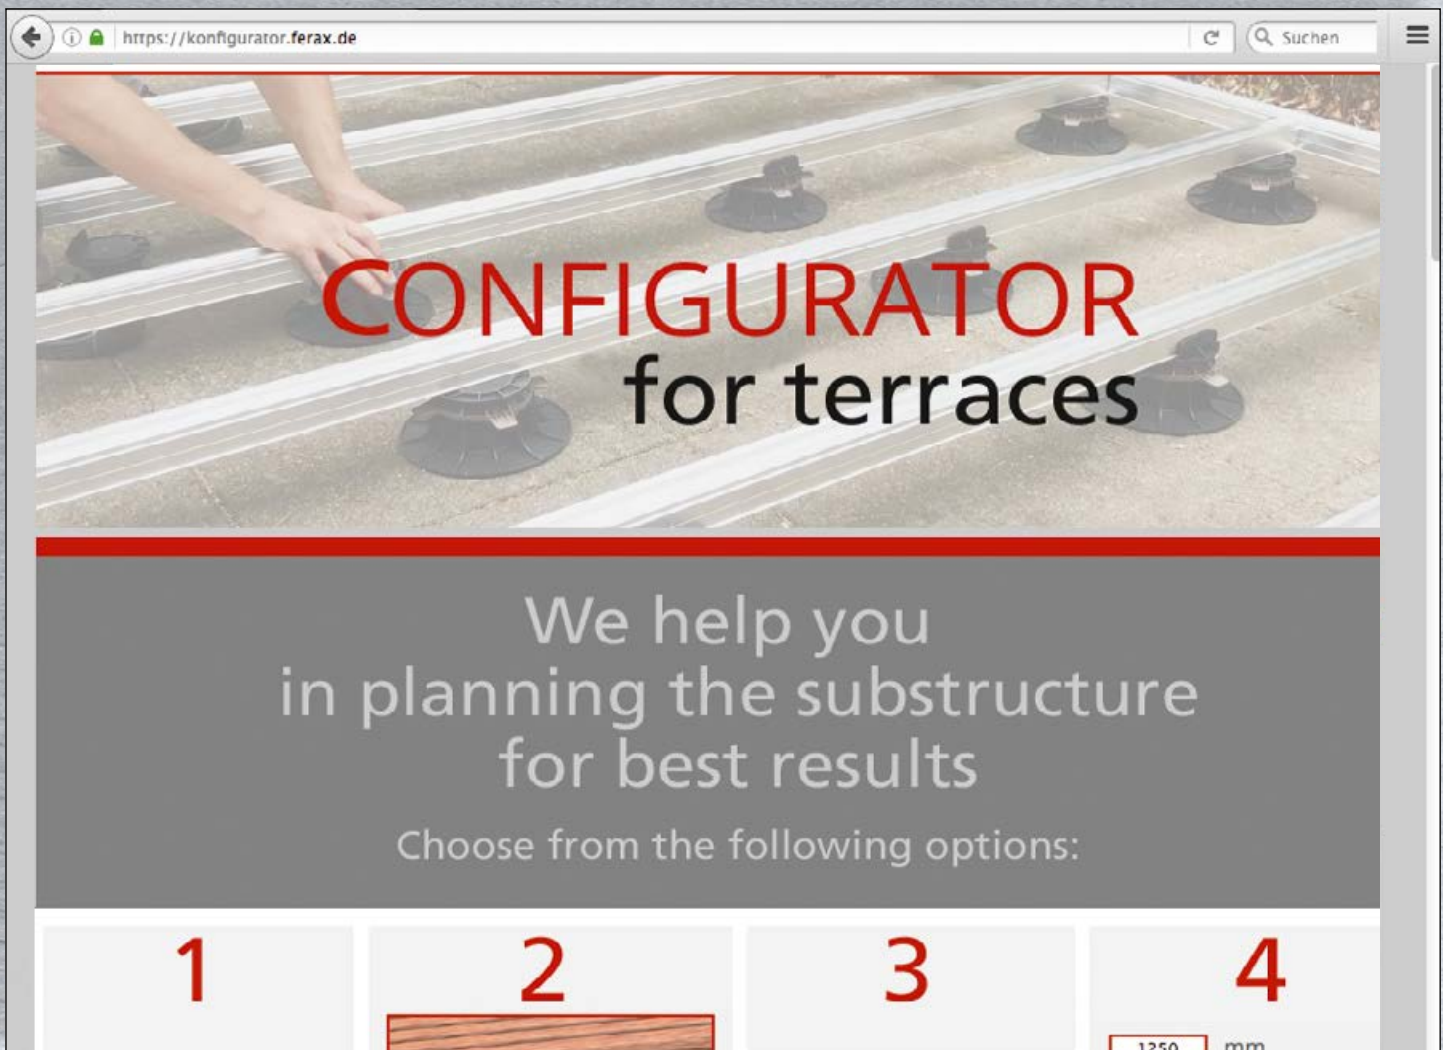 https://konfigurator.ferax.de
Suchen
CONFIGURATOR
for terraces
We help you
in planning the substructure
for best results
Choose from the following options:
1
2
3
4
1250 mm